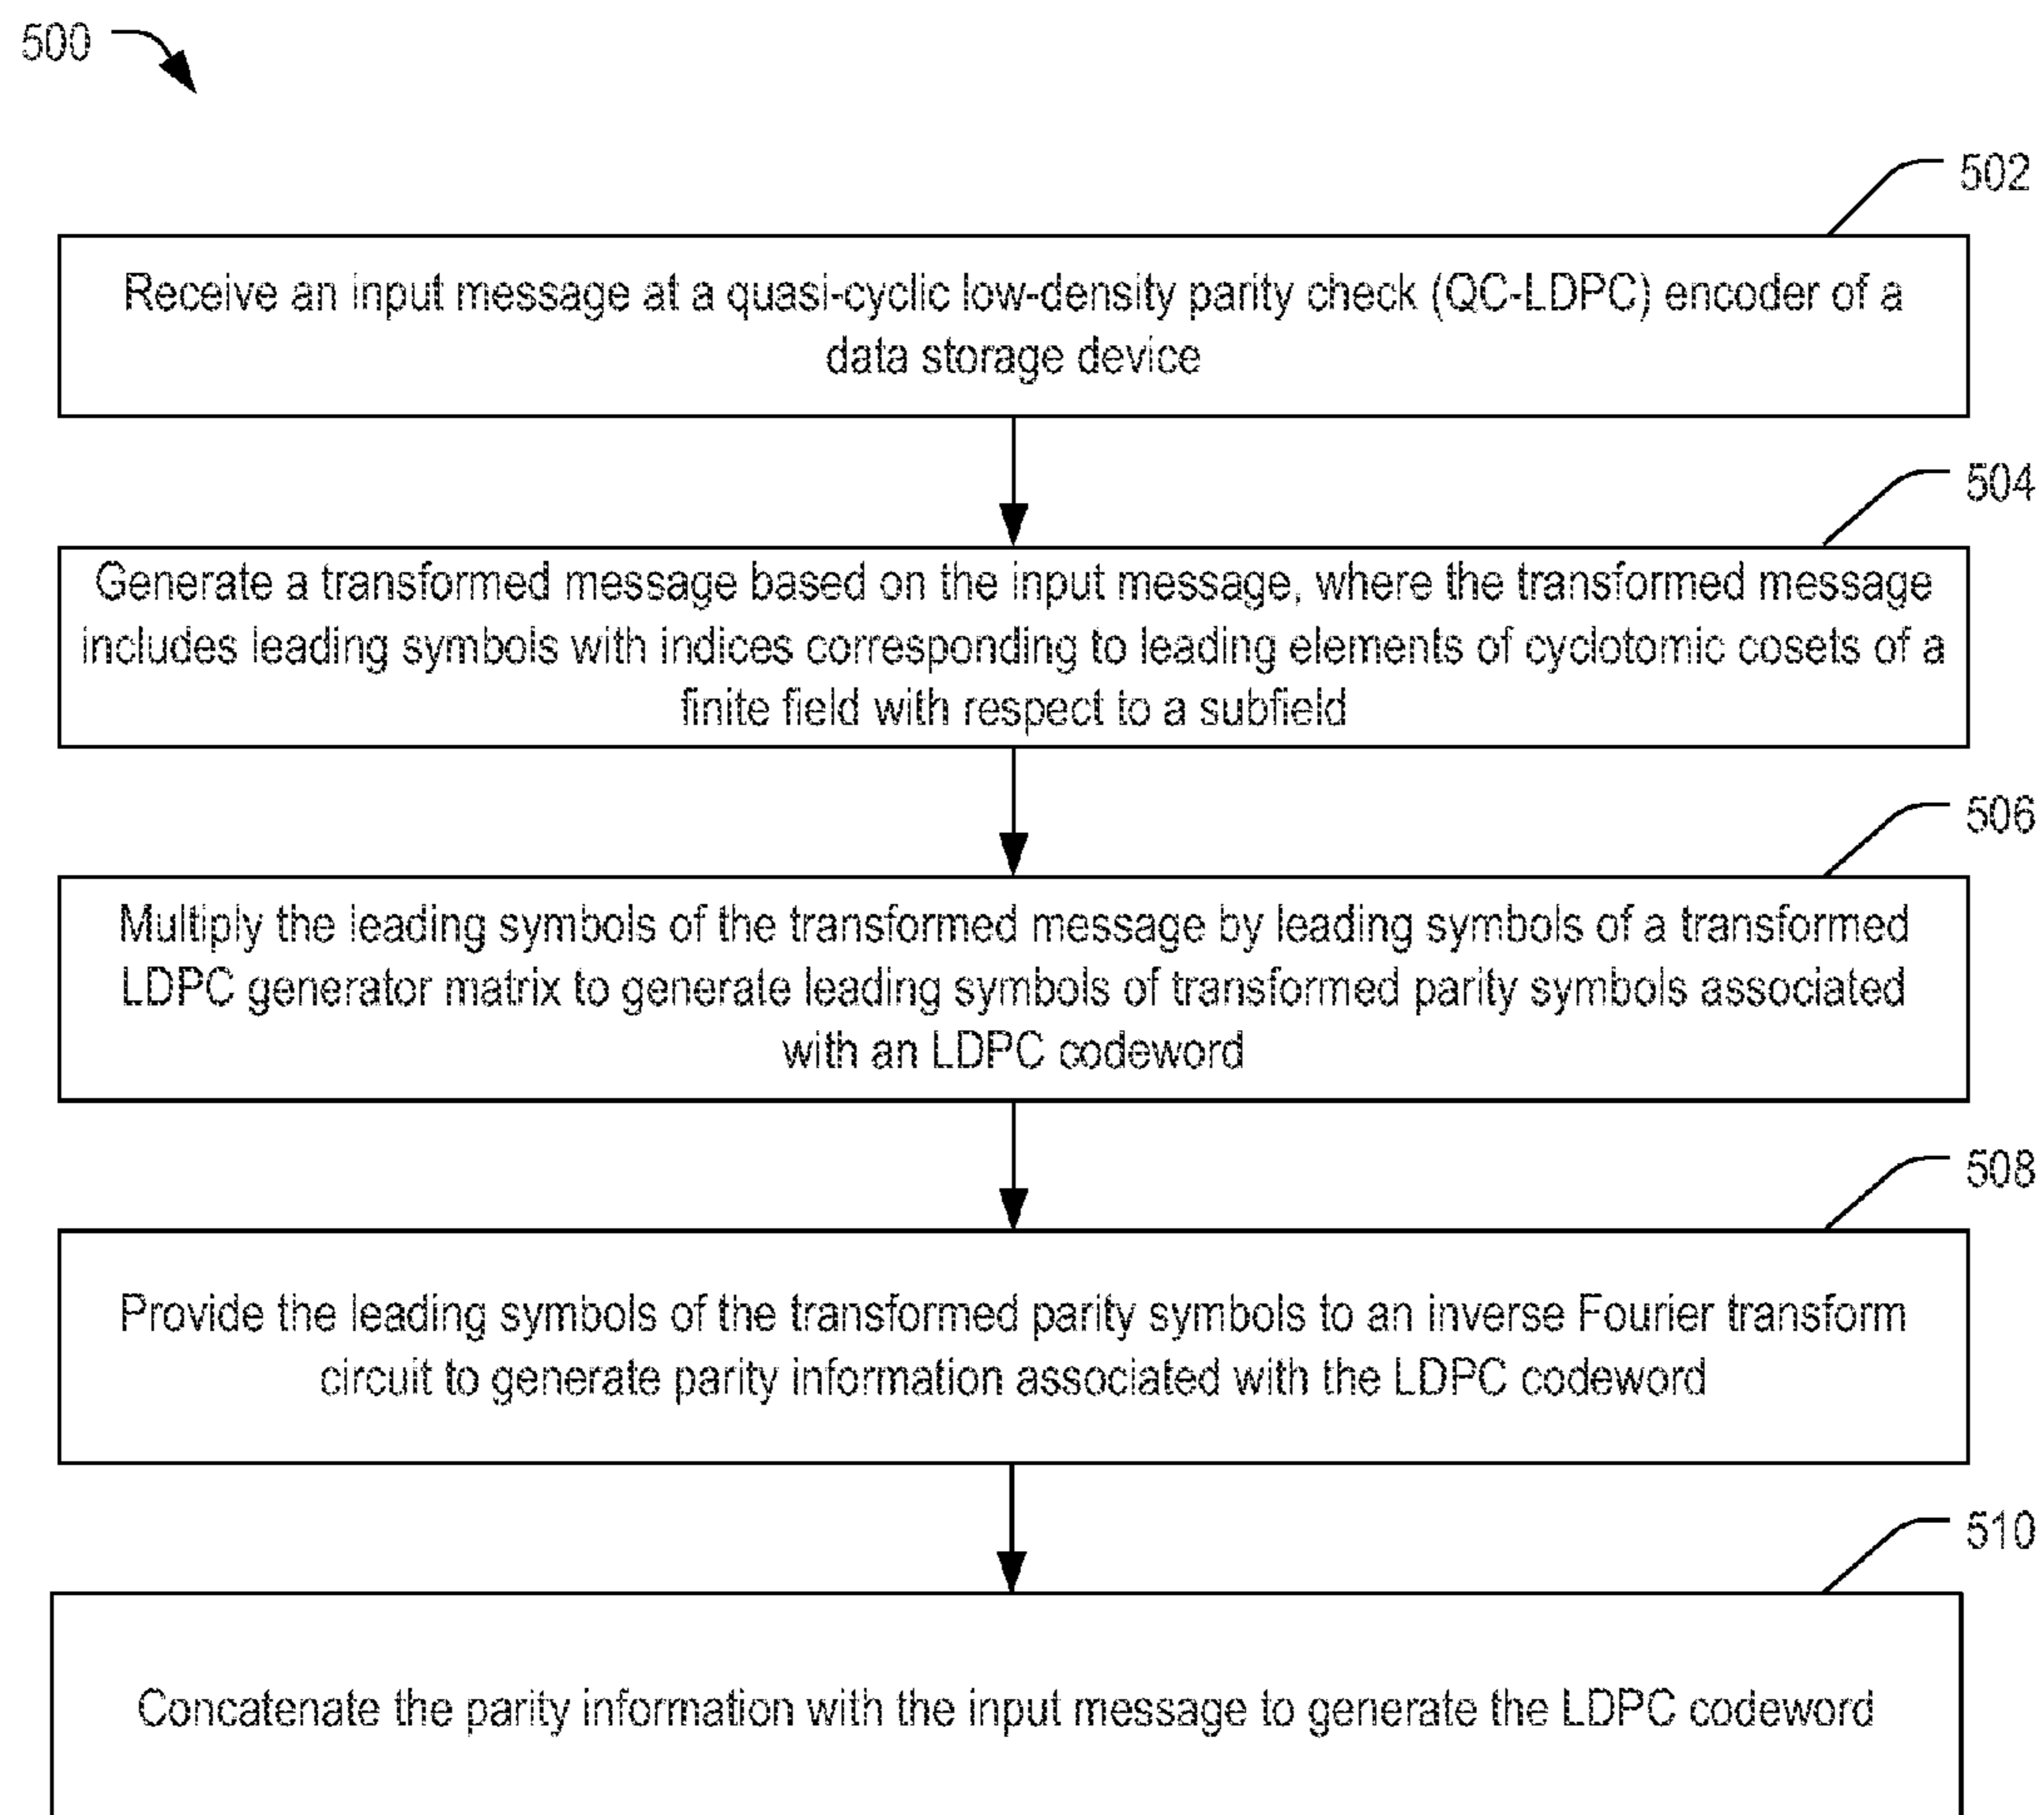 500
502
Receive an input message at a quasi-cyclic low-density parity check (QC-LDPC) encoder of a
data storage device
504
Generate a transformed message based on the input message, where the transformed message
includes leading symbols with indices corresponding to leading elements of cyclotomic cosets of a
finite field with respect to a subfield
506
Multiply the leading symbols of the transformed message by leading symbols of a transformed
LDPC generator matrix to generate leading symbols of transformed parity symbols associated
with an LDPC codeword
508
Provide the leading symbols of the transformed parity symbols to an inverse Fourier transform
circuit to generate parity information associated with the LDPC codeword
510
Concatenate the parity information with the input message to generate the LDPC codeword